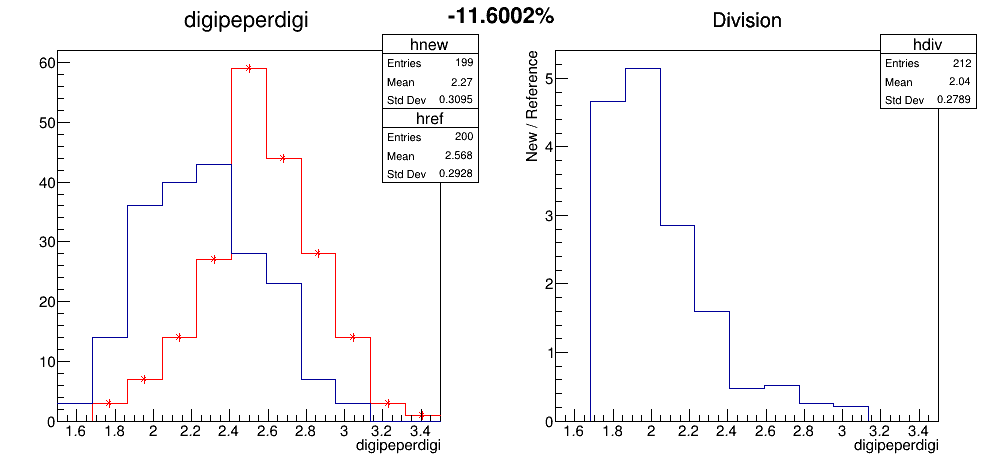 -11.6002%
digipeperdigi
hnew
Entries 199
Mean 2.27
Std Dev 0.3095
href
Entries 200
Mean 2.568
Std Dev 0.2928
60
50
40
30
20
10
0
1.6 1.8 2 2.2 2.4 2.6 2.8 3 3.2 3.4
digipeperdigi
Division
hdiv
Entries 212
Mean 2.04
Std Dev 0.2789
New / Reference
5
4
3
2
1
0
1.6 1.8 2 2.2 2.4 2.6 2.8 3 3.2 3.4
digipeperdigi